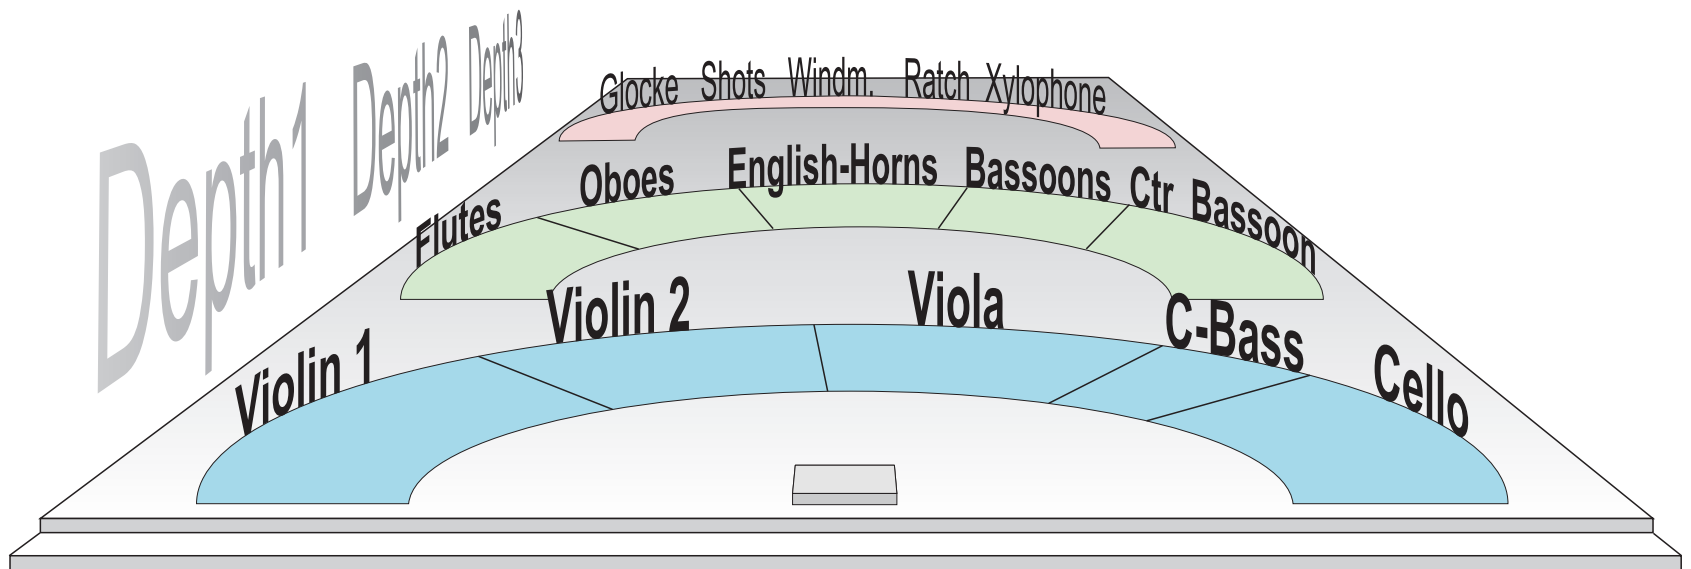 Depth1 Depth2 Depth3
Glocke Shots Windm. Ratch Xylophone
Flutes Oboes English-Horns Bassoons Ctr Bassoon
Violin 1 Violin 2 Viola C-Bass Cello